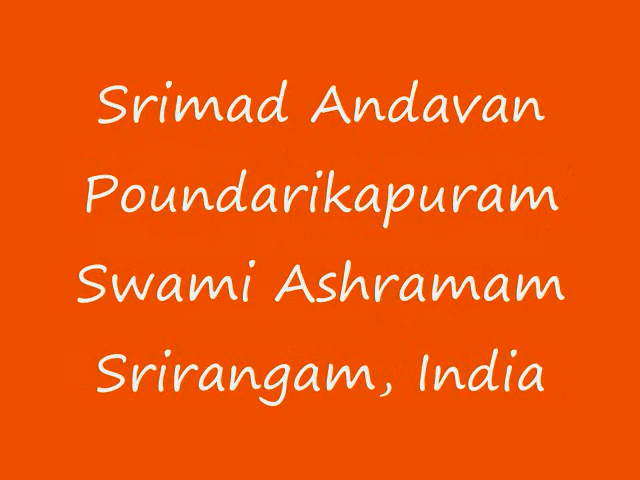 Srimad Andavan
Poundarikapuram
Swami Ashramam
Srirangam, India